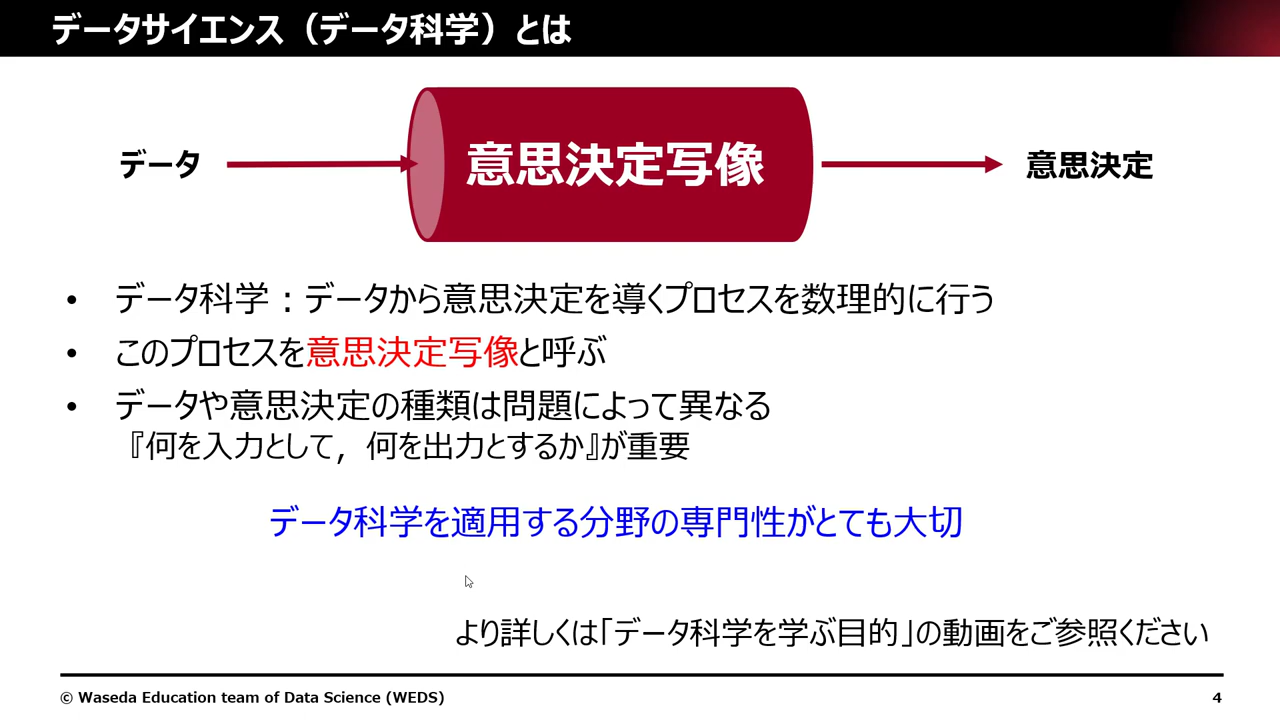 データサイエンス（データ科学）とは
データ
意思決定写像
意思決定
• データ科学：データから意思決定を導くプロセスを数理的に行う
• このプロセスを意思決定写像と呼ぶ
• データや意思決定の種類は問題によって異なる
『何を入力として，何を出力とするか』が重要
データ科学を適用する分野の専門性がとても大切
より詳しくは「データ科学を学ぶ目的」の動画をご参照ください
© Waseda Education team of Data Science (WEDS)
4